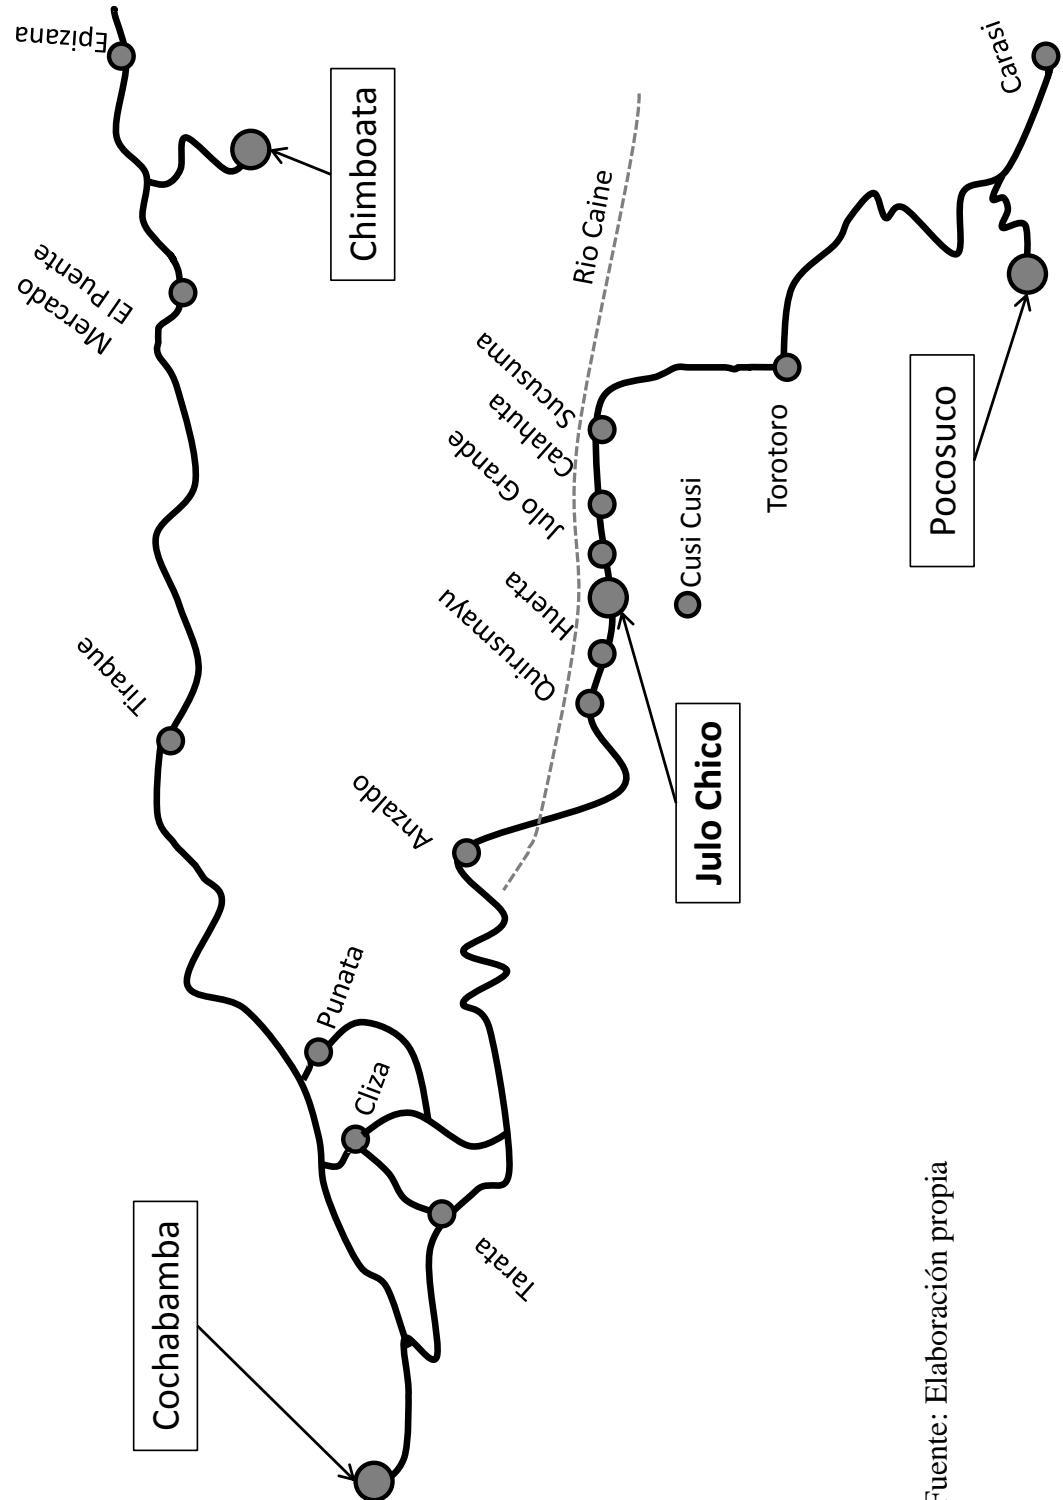 Epizana
Mercado
El Puente
Tiraque
Cochabamba
Chimboata
Punata
Cliza
Anzaldo
Tarata
Quirusmayu
Huerta
Julo Grande
Calahuta
Sucusuma
Rio Caine
Cusi Cusi
Julo Chico
Torotoro
Pocosuco
Carasi
Fuente: Elaboración propia